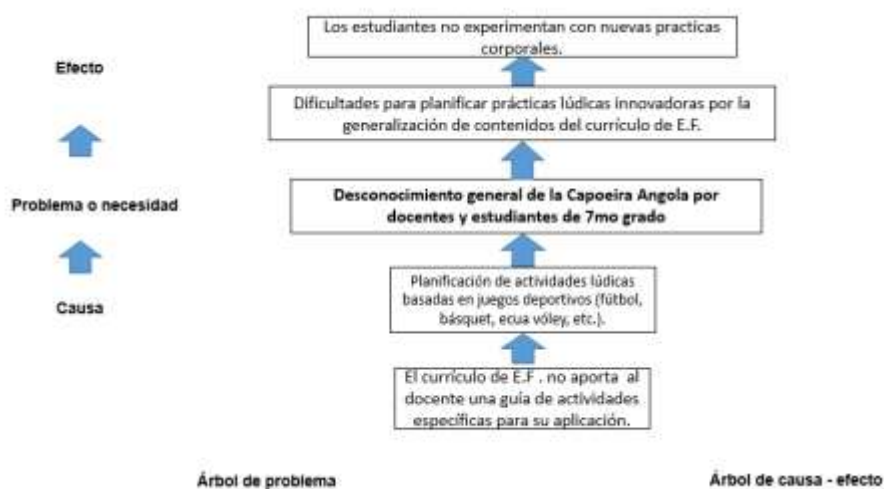 Los estudiantes no experimentan con nuevas practicas
corporales.
Efecto
Dificultades para planificar prácticas lúdicas innovadoras por la
generalización de contenidos del currículo de E.F.
Problema o necesidad
Desconocimiento general de la Capoeira Angola por
docentes y estudiantes de 7mo grado
Causa
Planificación de actividades lúdicas
basadas en juegos deportivos (fútbol,
básquet, ecua vóley, etc.).
El currículo de E.F . no aporta al
docente una guía de actividades
específicas para su aplicación.
Árbol de problema
Árbol de causa - efecto